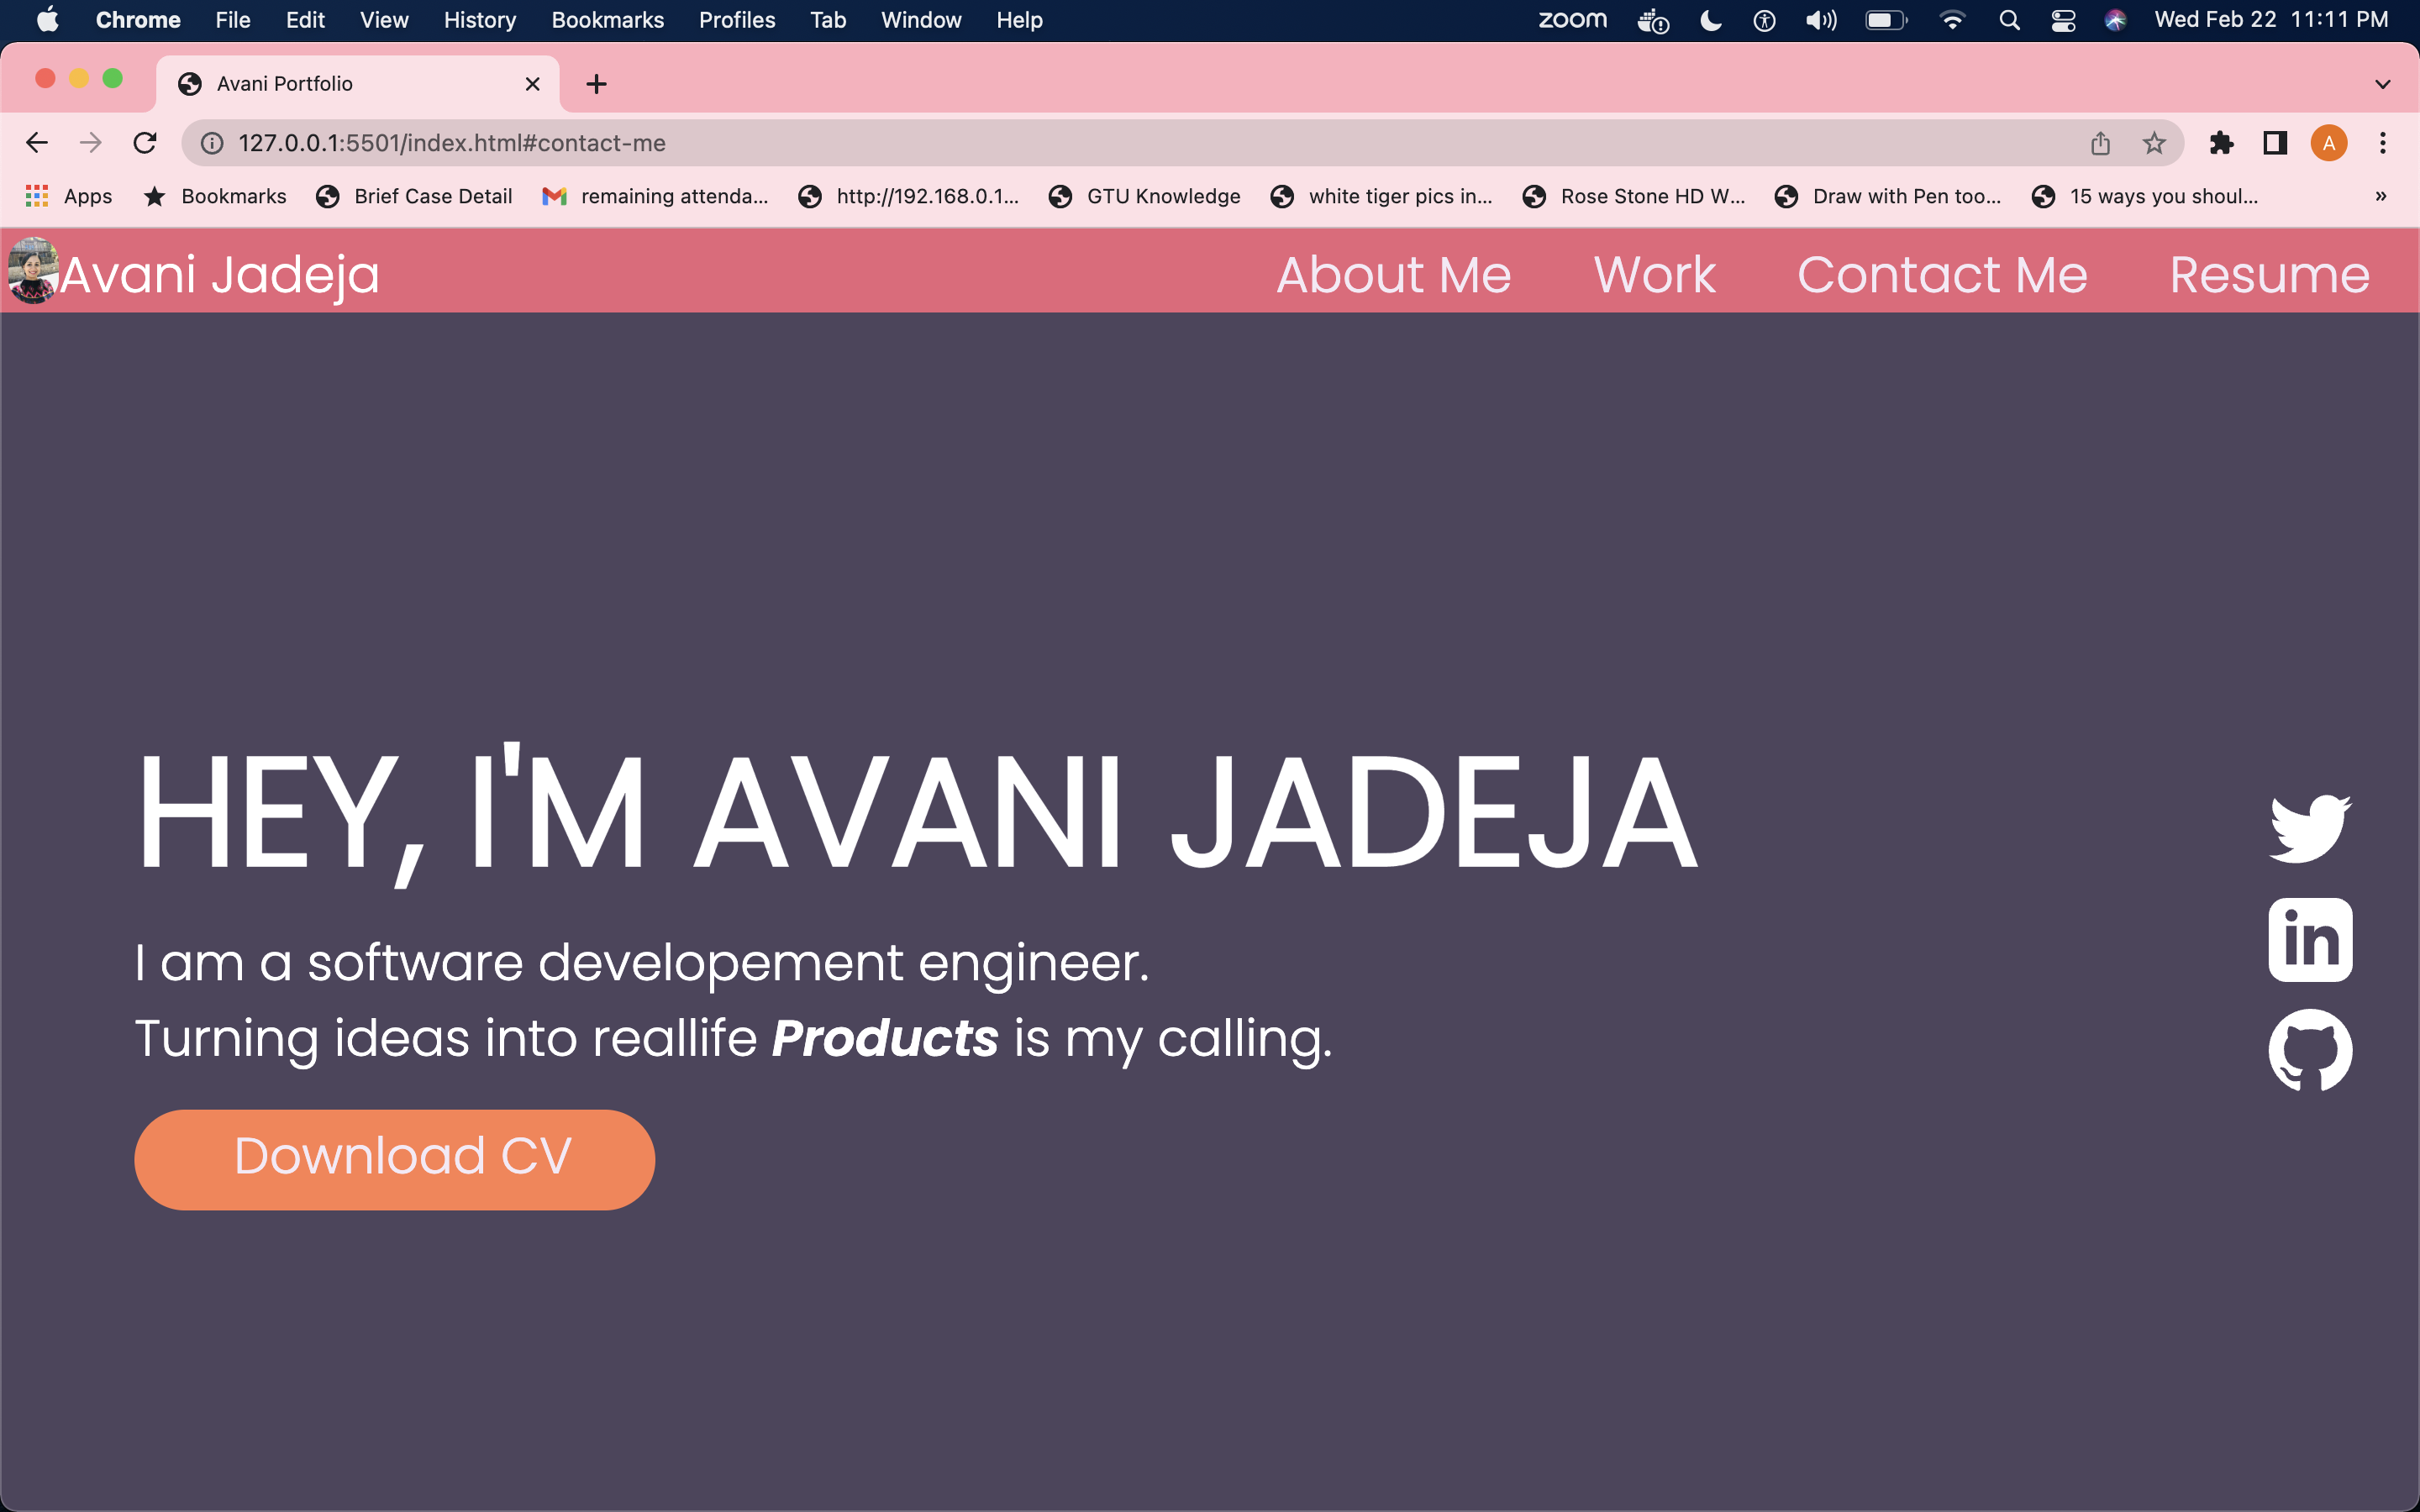 Chrome File Edit View History Bookmarks Profiles Tab Window Help zoom Wed Feb 22 11:11 PM
Avani Portfolio
127.0.0.1:5501/index.html#contact-me A
Apps Bookmarks Brief Case Detail remaining attenda... http://192.168.0.1... GTU Knowledge white tiger pics in... Rose Stone HD W... Draw with Pen too... 15 ways you shoul... »
Avani Jadeja About Me Work Contact Me Resume
HEY, I'M AVANI JADEJA
I am a software developement engineer.
in
Turning ideas into reallife Products is my calling.
Download CV